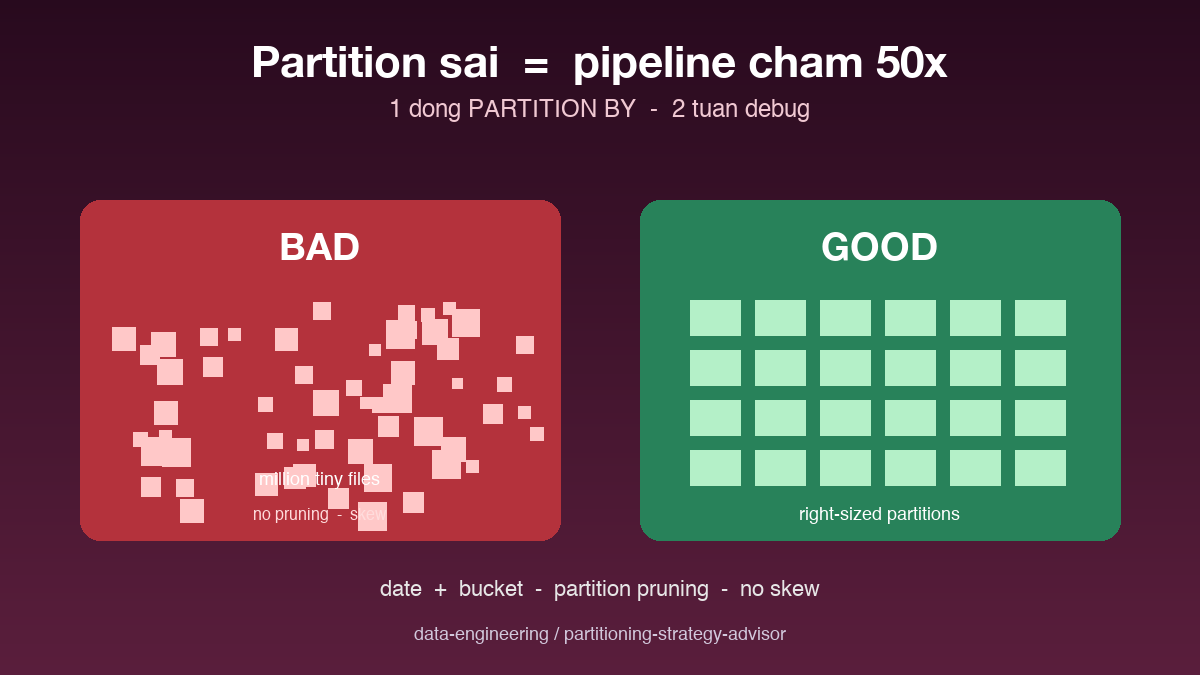 Partition sai = pipeline cham 50x
1 dong PARTITION BY - 2 tuan debug
BAD
million tiny files
no pruning - skew
GOOD
right-sized partitions
date + bucket - partition pruning - no skew
data-engineering / partitioning-strategy-advisor